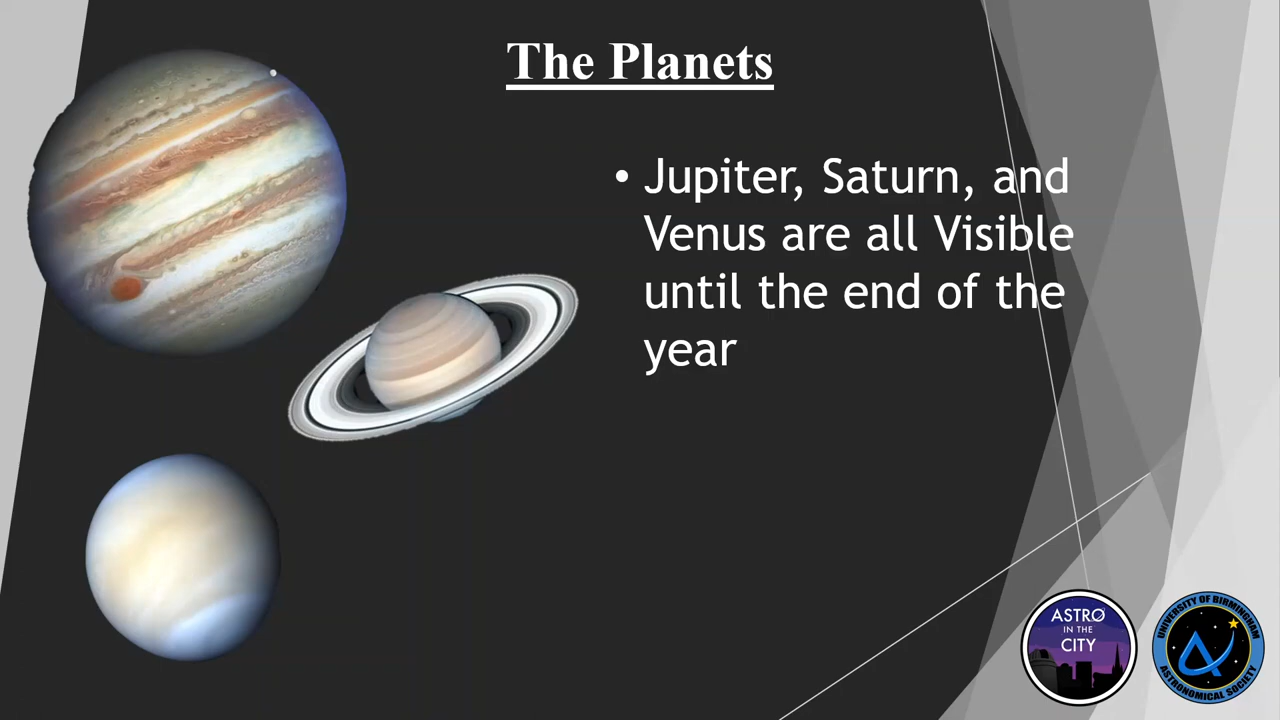 The Planets
• Jupiter, Saturn, and
Venus are all Visible
until the end of the
year
ASTRO
IN THE
CITY
UNIVERSITY OF BIRMINGHAM
ASTRONOMICAL SOCIETY